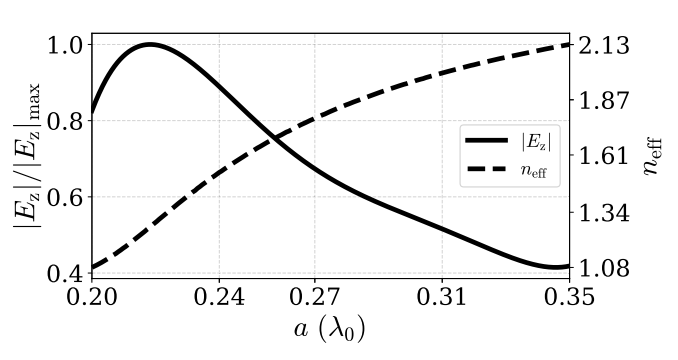 1.0
0.8
0.6
0.4
|E_z|/|E_z|_max
2.13
1.87
1.61
1.34
1.08
n_eff
|E_z|
n_eff
0.20 0.24 0.27 0.31 0.35
a (λ_0)